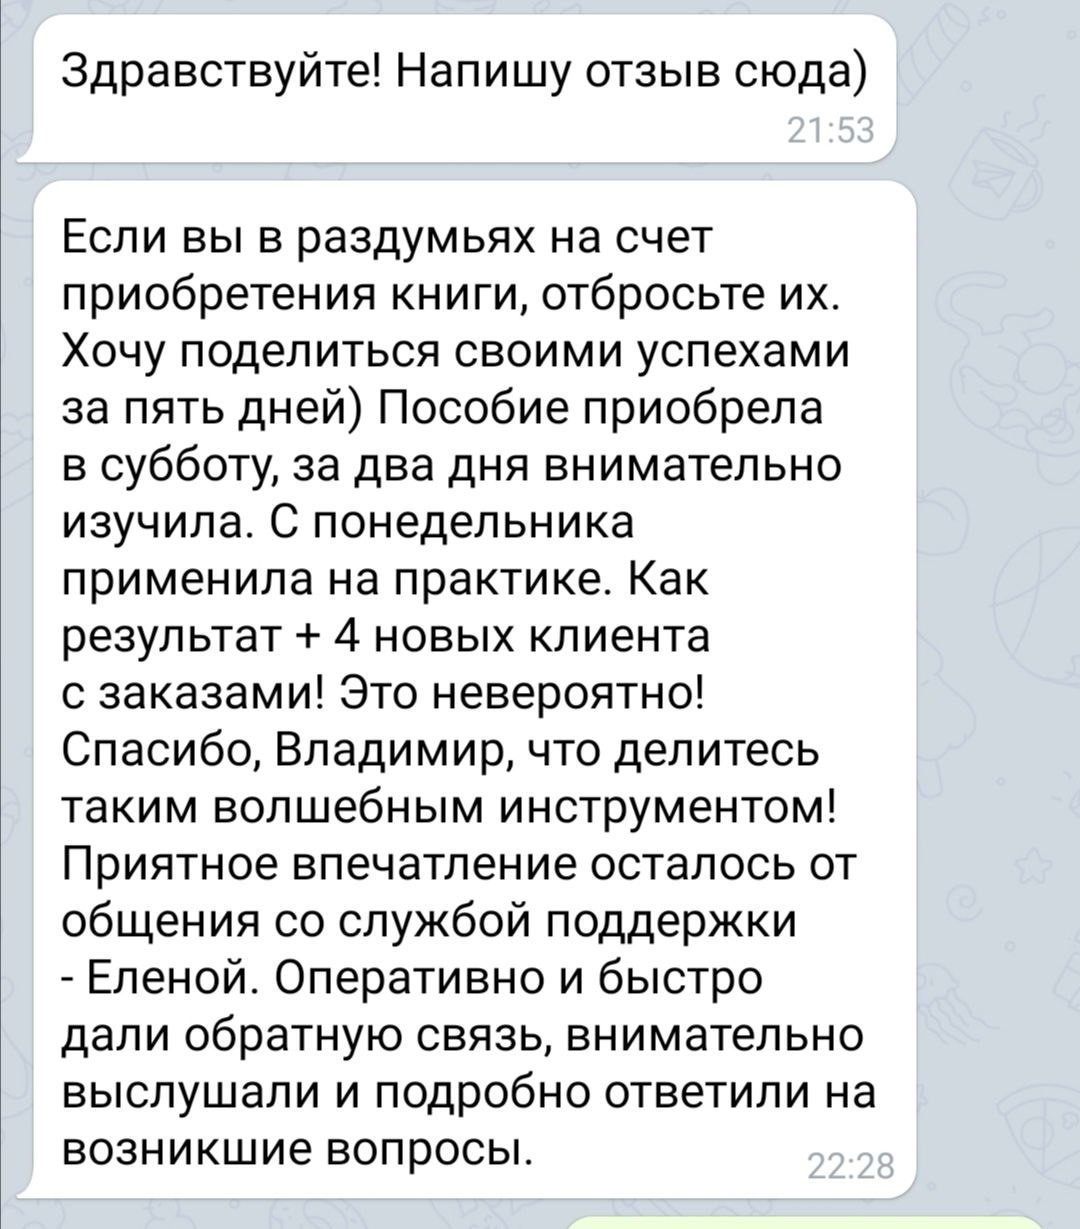 Здравствуйте! Напишу отзыв сюда)
21:53
Если вы в раздумьях на счет
приобретения книги, отбросьте их.
Хочу поделиться своими успехами
за пять дней) Пособие приобрела
в субботу, за два дня внимательно
изучила. С понедельника
применила на практике. Как
результат + 4 новых клиента
с заказами! Это невероятно!
Спасибо, Владимир, что делитесь
таким волшебным инструментом!
Приятное впечатление осталось от
общения со службой поддержки
- Еленой. Оперативно и быстро
дали обратную связь, внимательно
выслушали и подробно ответили на
возникшие вопросы.
22:28